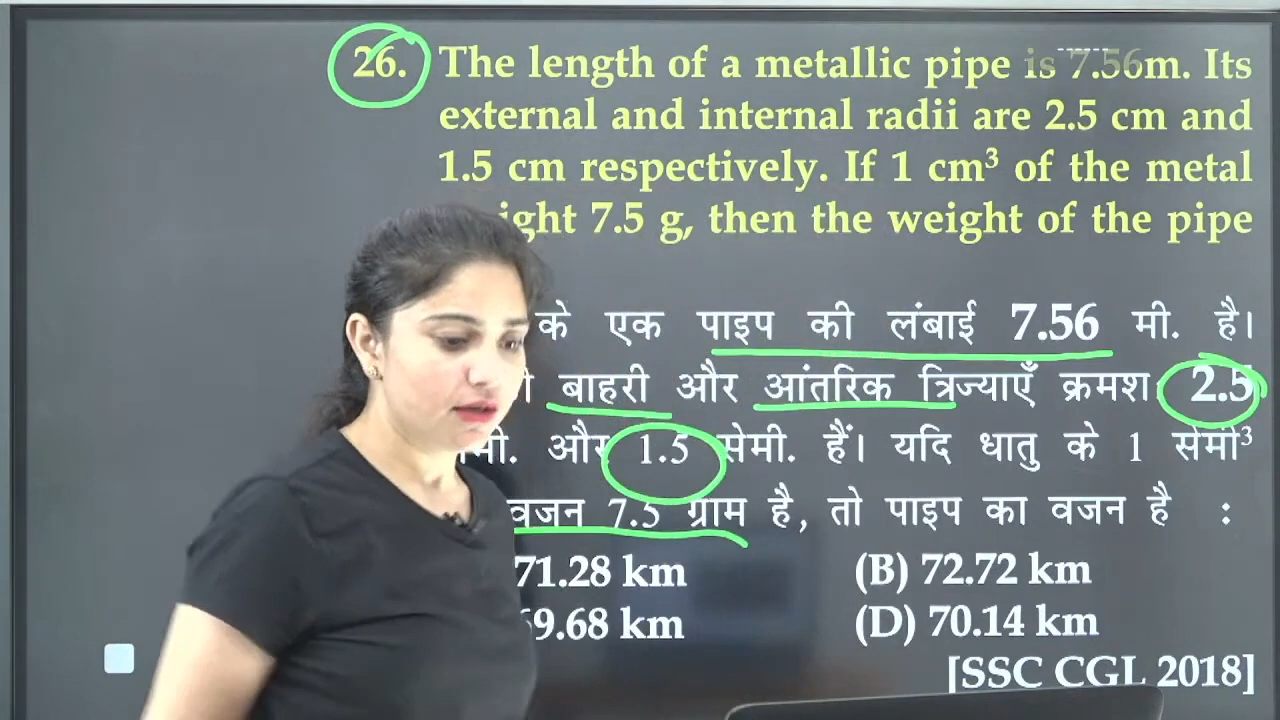 26. The length of a metallic pipe is 7.56m. Its
external and internal radii are 2.5 cm and
1.5 cm respectively. If 1 cm³ of the metal
7.5 g, then the weight of the pipe
के एक पाइप की लंबाई 7.56 मी. है।
बाहरी और आंतरिक त्रिज्याएँ क्रमश: 2.5
और 1.5 सेमी. हैं। यदि धातु के 1 सेमी³
वजन 7.5 ग्राम है, तो पाइप का वजन है :
71.28 km (B) 72.72 km
69.68 km (D) 70.14 km
[SSC CGL 2018]